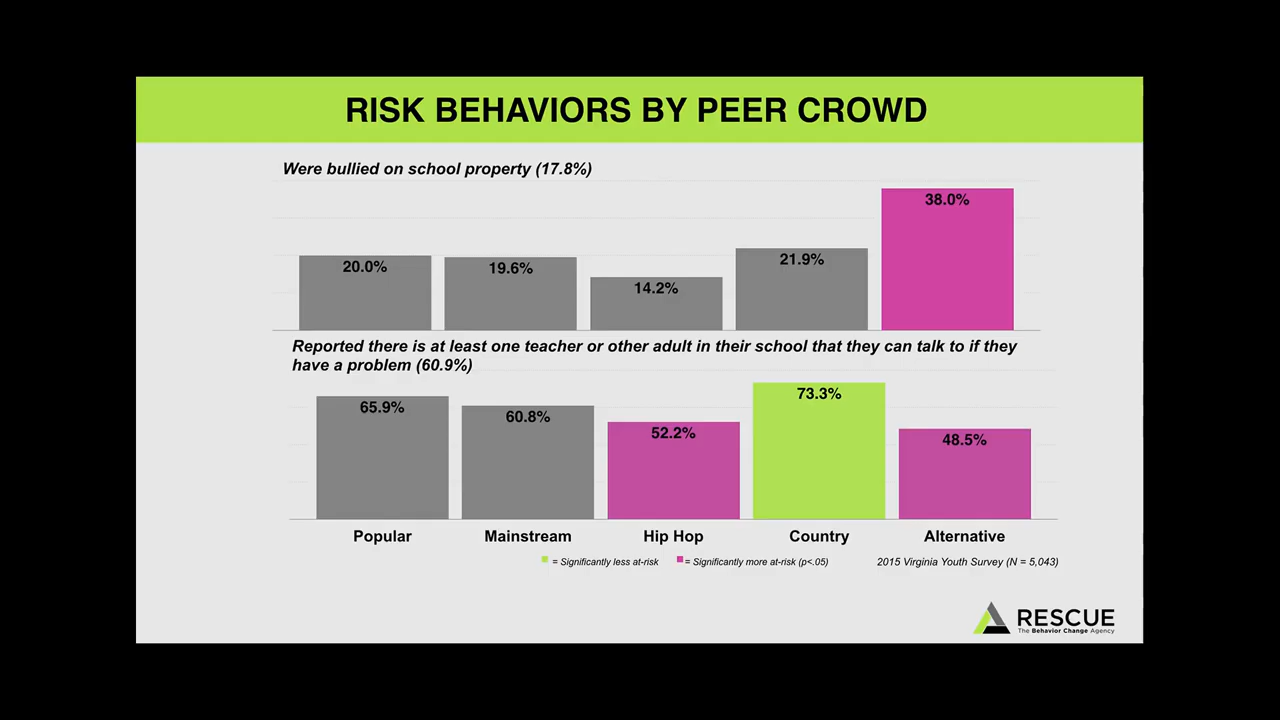 RISK BEHAVIORS BY PEER CROWD
Were bullied on school property (17.8%)
20.0%
19.6%
14.2%
21.9%
38.0%
Reported there is at least one teacher or other adult in their school that they can talk to if they
have a problem (60.9%)
65.9%
60.8%
52.2%
73.3%
48.5%
Popular
Mainstream
Hip Hop
Country
Alternative
= Significantly less at-risk
= Significantly more at-risk (p<.05)
2015 Virginia Youth Survey (N = 5,043)
RESCUE
The Behavior Change Agency